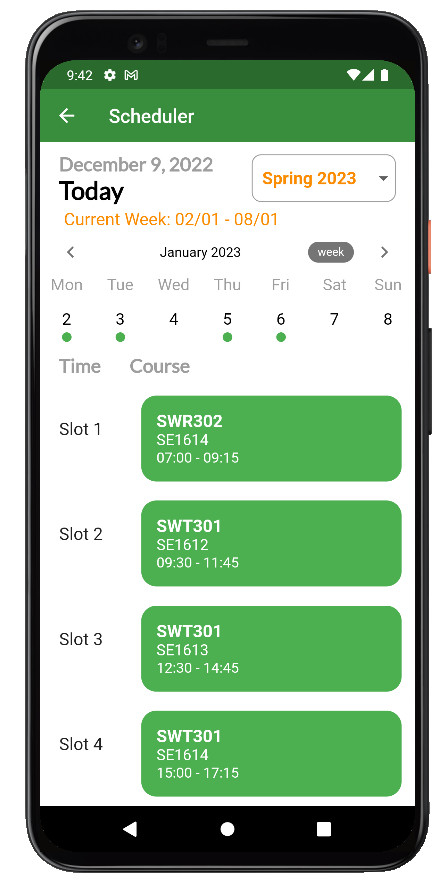 9:42
Scheduler
December 9, 2022
Today
Spring 2023
Current Week: 02/01 - 08/01
January 2023
week
Mon Tue Wed Thu Fri Sat Sun
2 3 4 5 6 7 8
Time Course
Slot 1
SWR302
SE1614
07:00 - 09:15
Slot 2
SWT301
SE1612
09:30 - 11:45
Slot 3
SWT301
SE1613
12:30 - 14:45
Slot 4
SWT301
SE1614
15:00 - 17:15